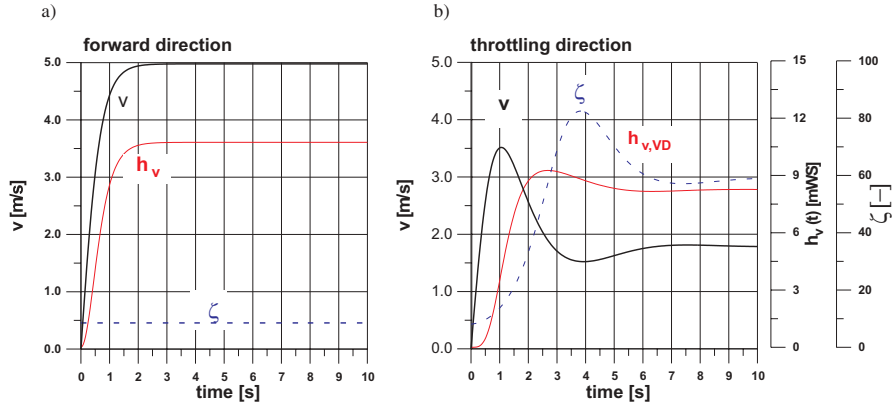 a)
b)
forward direction
throttling direction
5.0
4.0
3.0
2.0
1.0
0.0
v [m/s]
v
h_v
ζ
0 1 2 3 4 5 6 7 8 9 10
time [s]
5.0
4.0
3.0
2.0
1.0
0.0
v [m/s]
v
ζ
h_v,VD
0 1 2 3 4 5 6 7 8 9 10
time [s]
15
12
9
6
3
0
h_v (t) [mWS]
100
80
60
40
20
0
ζ [–]